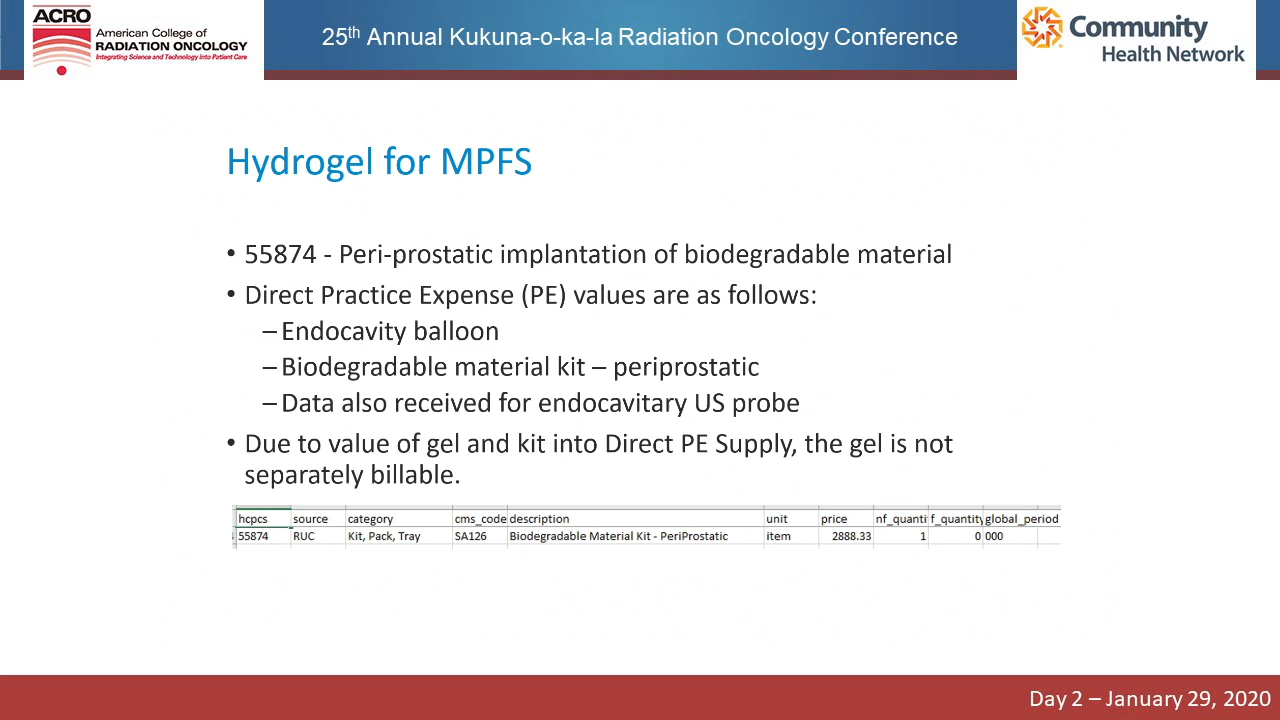 ACRO
American College of
RADIATION ONCOLOGY
Integrating Science and Technology Into Patient Care
25th Annual Kukuna-o-ka-la Radiation Oncology Conference
Community
Health Network
Hydrogel for MPFS
• 55874 - Peri-prostatic implantation of biodegradable material
• Direct Practice Expense (PE) values are as follows:
– Endocavity balloon
– Biodegradable material kit – periprostatic
– Data also received for endocavitary US probe
• Due to value of gel and kit into Direct PE Supply, the gel is not
separately billable.
hcpcs source category cms_code description unit price nf_quanti f_quantity global_period
55874 RUC Kit, Pack, Tray SA126 Biodegradable Material Kit - PeriProstatic item 2888.33 1 0 000
Day 2 – January 29, 2020